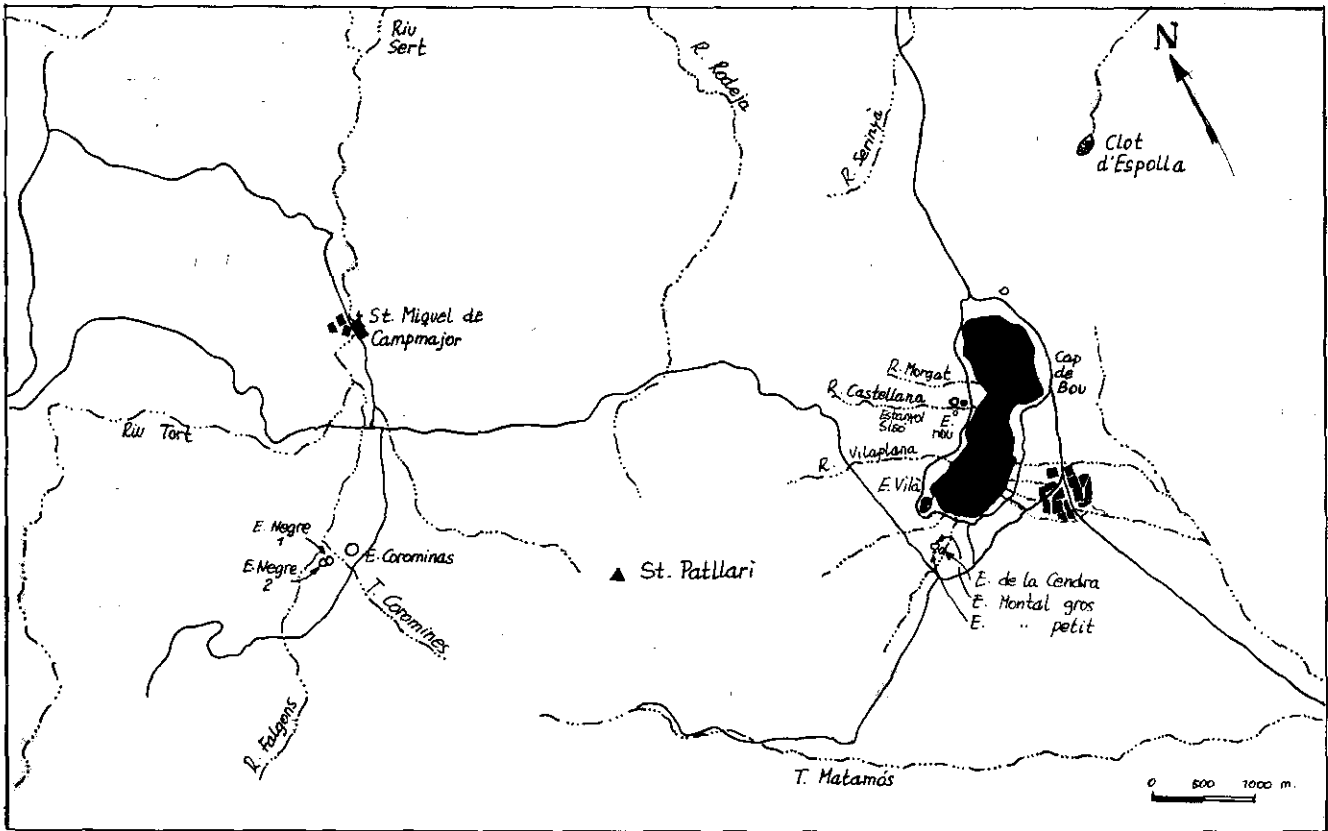 Riu
Sert
R. Rodeja
R. Serinyà
N
Clot
d'Espolla
St. Miquel de
Campmajor
Riu Tort
R. Morgat
R. Castellana
Estanyol
Sisó
E.
nou
R. Vilaplana
E. Vilà
Cap
de
Bou
E. Negre
1
E. Negre
2
E. Coromines
T. Coromines
R. Falgons
St. Patllari
E. de la Cendra
E. Montal gros
E. " petit
T. Matamós
0 500 1000 m.